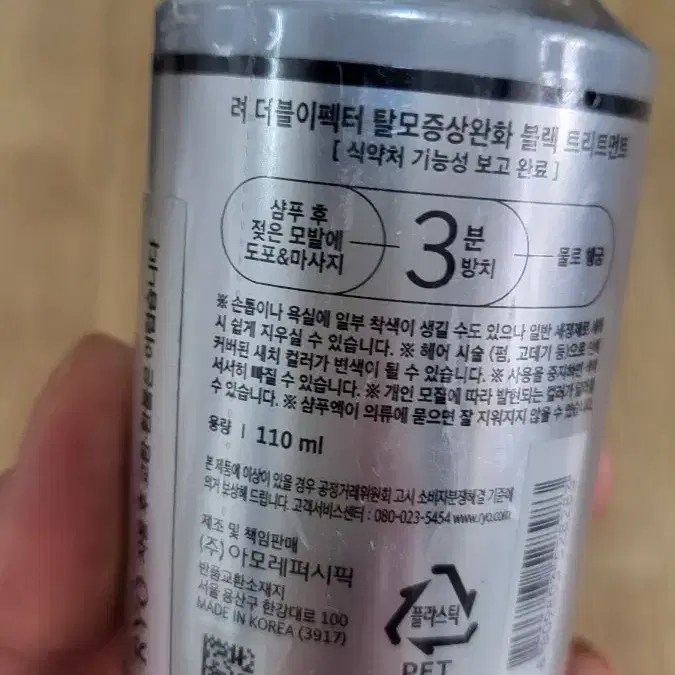 려 더블이펙터 탈모증상완화 블랙 트리트먼트
[ 식약처 기능성 보고 완료 ]
샴푸 후
젖은 모발에
도포&마사지
3분
방치
물로 헹굼
※ 손톱이나 욕실에 일부 착색이 생길 수도 있으나 일반 세정제로 세척
시 쉽게 지우실 수 있습니다. ※ 헤어 시술 (펌, 고데기 등)으로 인해
커버된 새치 컬러가 변색이 될 수 있습니다. ※ 사용을 중지하면
서서히 빠질 수 있습니다. ※ 개인 모질에 따라 발현되는 컬러가
수 있습니다. ※ 샴푸액이 의류에 묻으면 잘 지워지지 않을 수
용량 | 110 ml
본 제품에 이상이 있을 경우 공정거래위원회 고시 소비자분쟁해결 기준에
의거 보상해 드립니다. 고객서비스센터 : 080-023-5454 www.ryo.com
제조 및 책임판매
(주) 아모레퍼시픽
반품교환소재지
서울 용산구 한강대로 100
MADE IN KOREA (3917)
플라스틱
PET